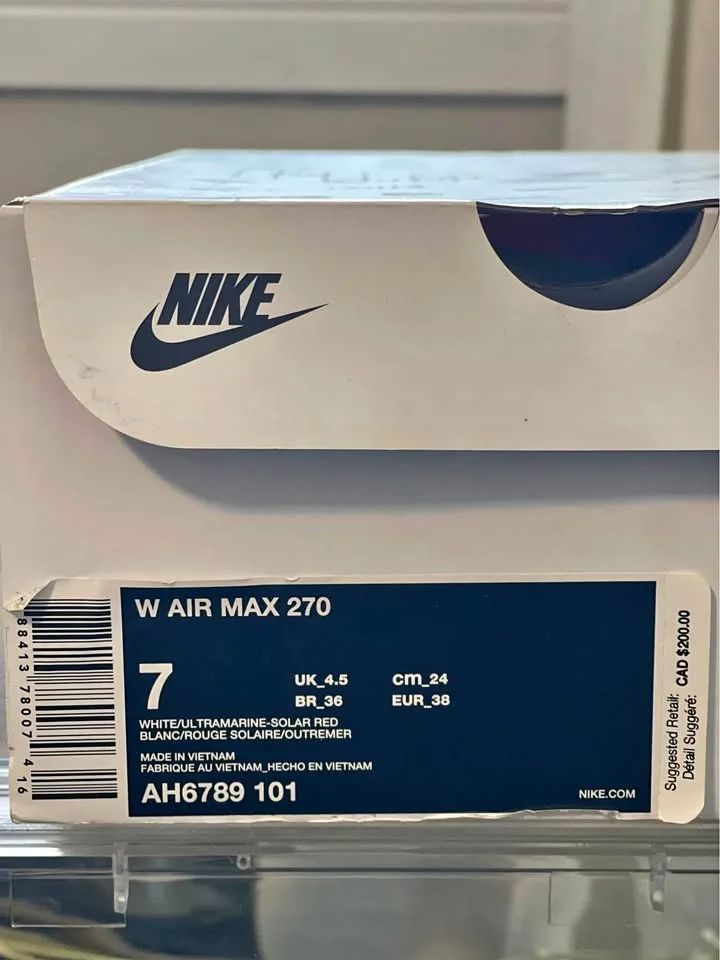 NIKE
W AIR MAX 270
7
UK_4.5
cm_24
BR_36
EUR_38
WHITE/ULTRAMARINE-SOLAR RED
BLANC/ROUGE SOLAIRE/OUTREMER
MADE IN VIETNAM
FABRIQUE AU VIETNAM_HECHO EN VIETNAM
AH6789 101
NIKE.COM
88413 78007 4 16
Suggested Retail: CAD $200.00
Détail Suggéré: